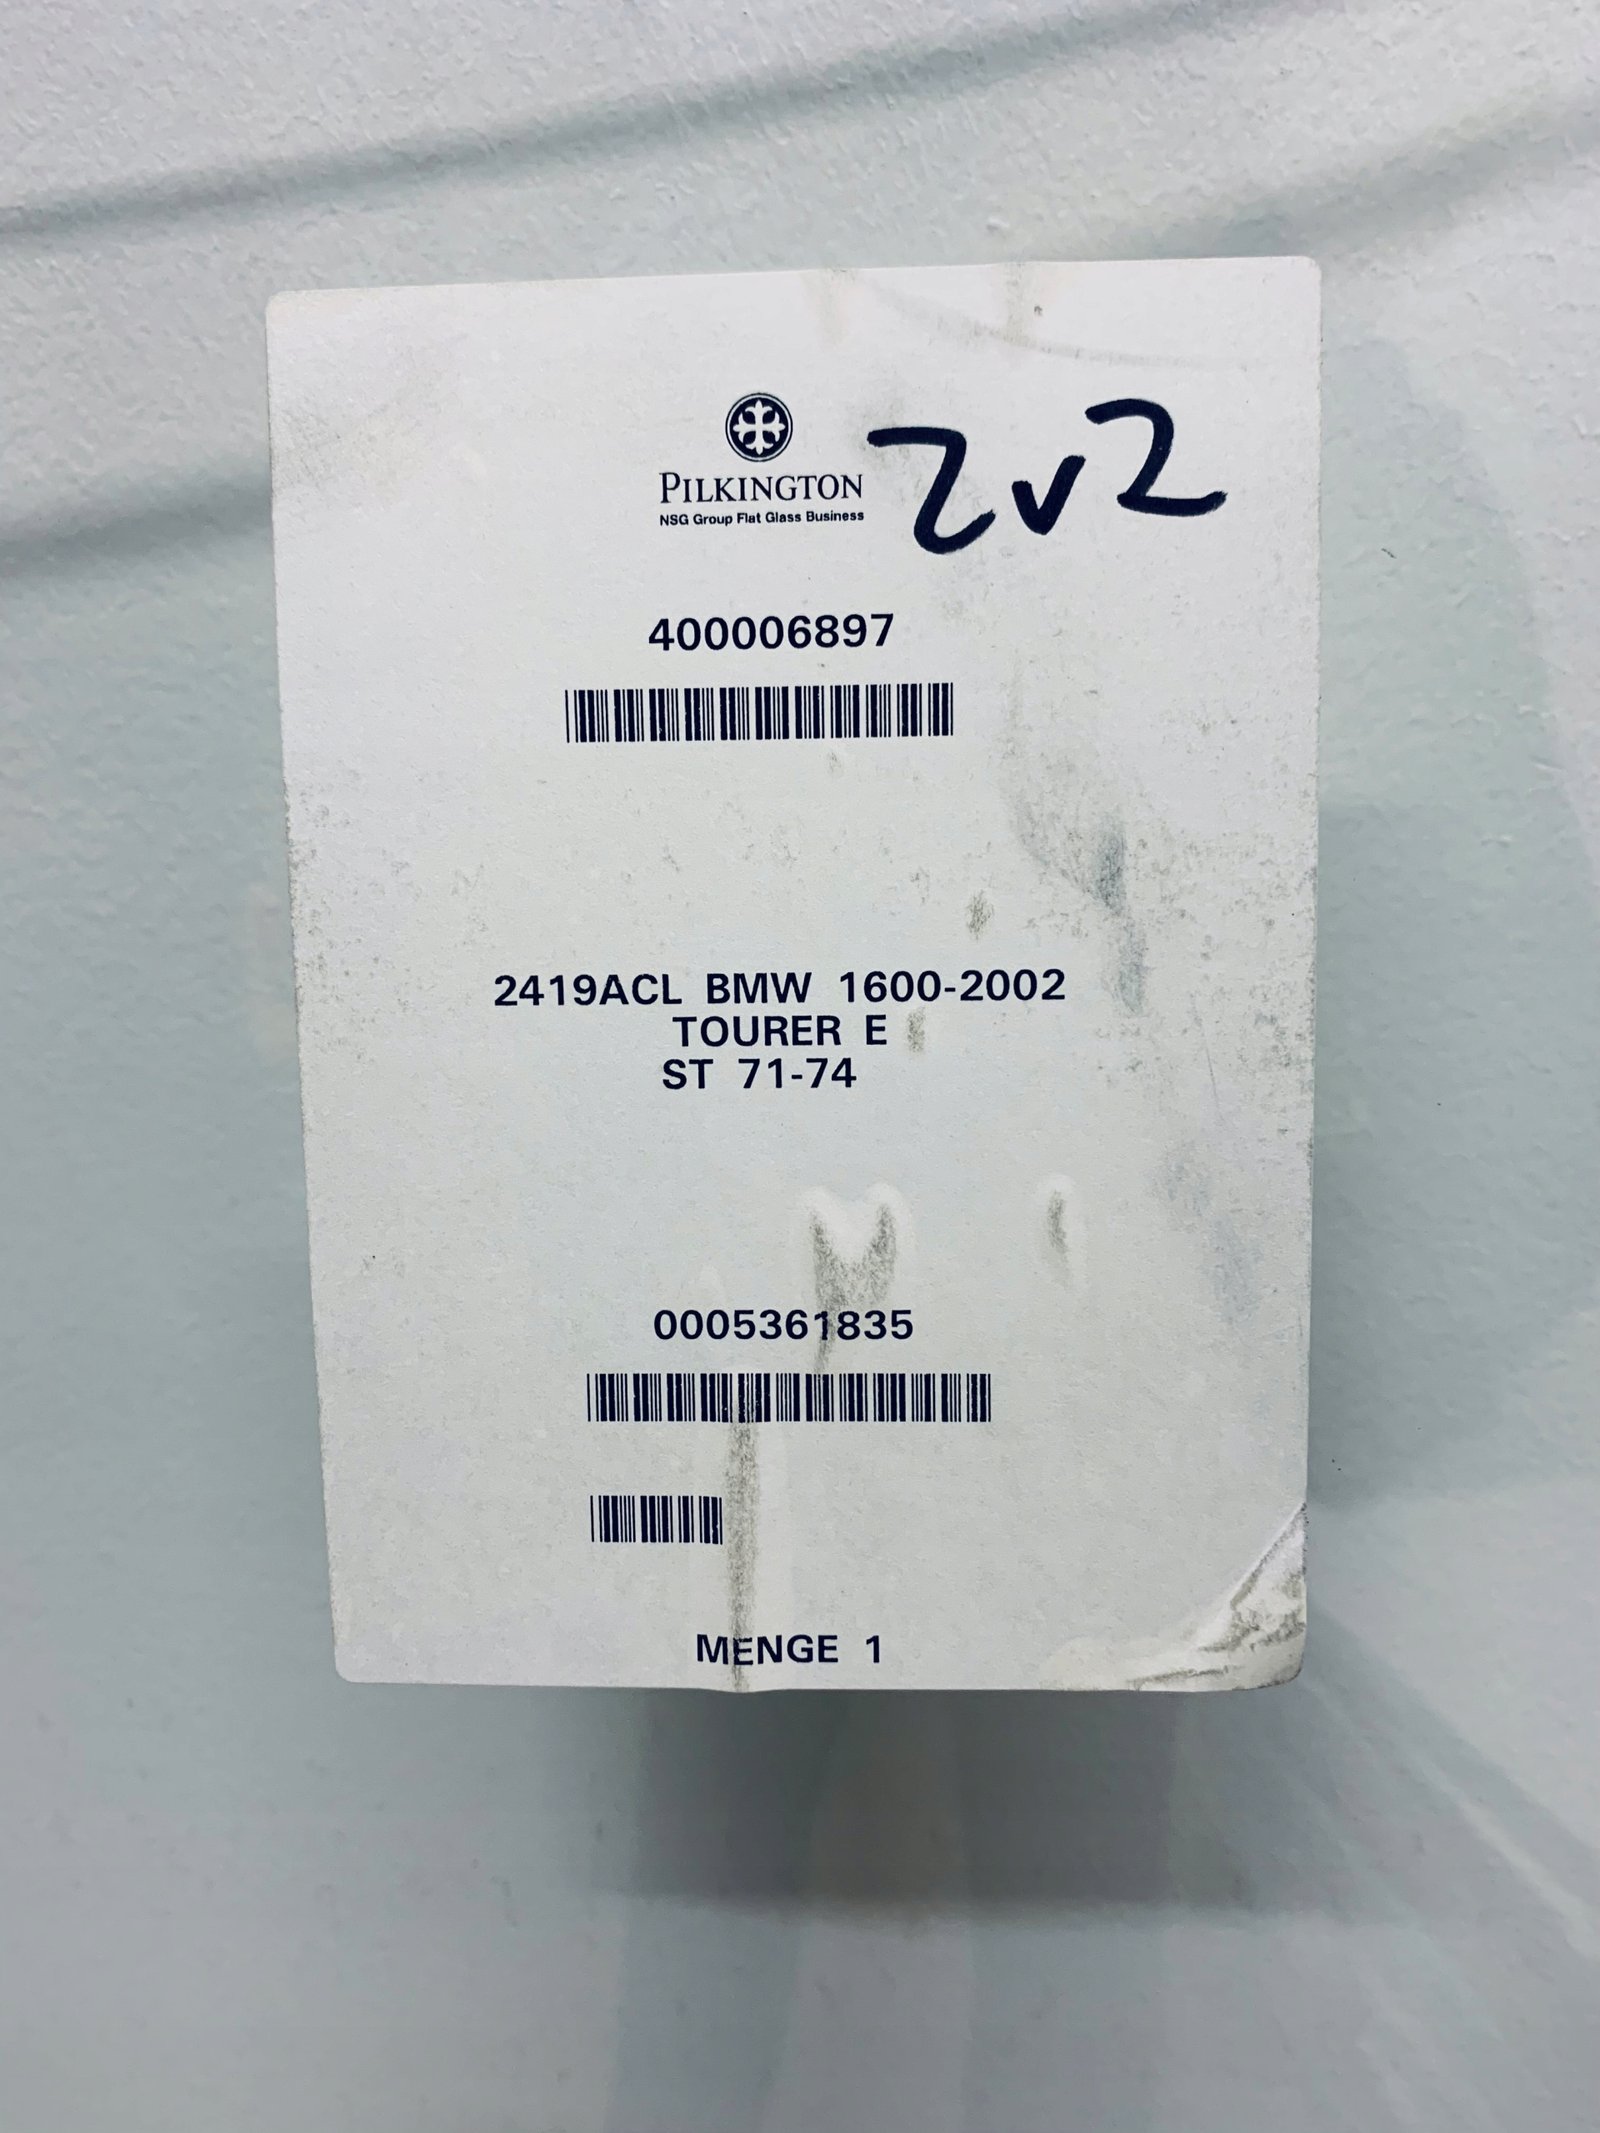 PILKINGTON
NSG Group Flat Glass Business
2v2
400006897
2419ACL BMW 1600-2002
TOURER E
ST 71-74
0005361835
MENGE 1